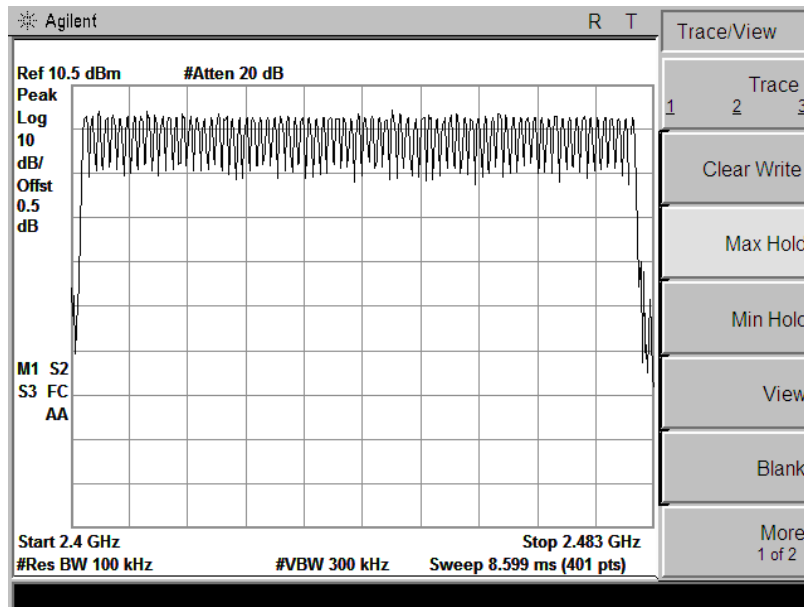 Agilent R T
Trace/View
Ref 10.5 dBm #Atten 20 dB
Peak
Log
10
dB/
Offst
0.5
dB
M1 S2
S3 FC
AA
Start 2.4 GHz Stop 2.483 GHz
#Res BW 100 kHz #VBW 300 kHz Sweep 8.599 ms (401 pts)
Trace
1 2 3
Clear Write
Max Hold
Min Hold
View
Blank
More
1 of 2